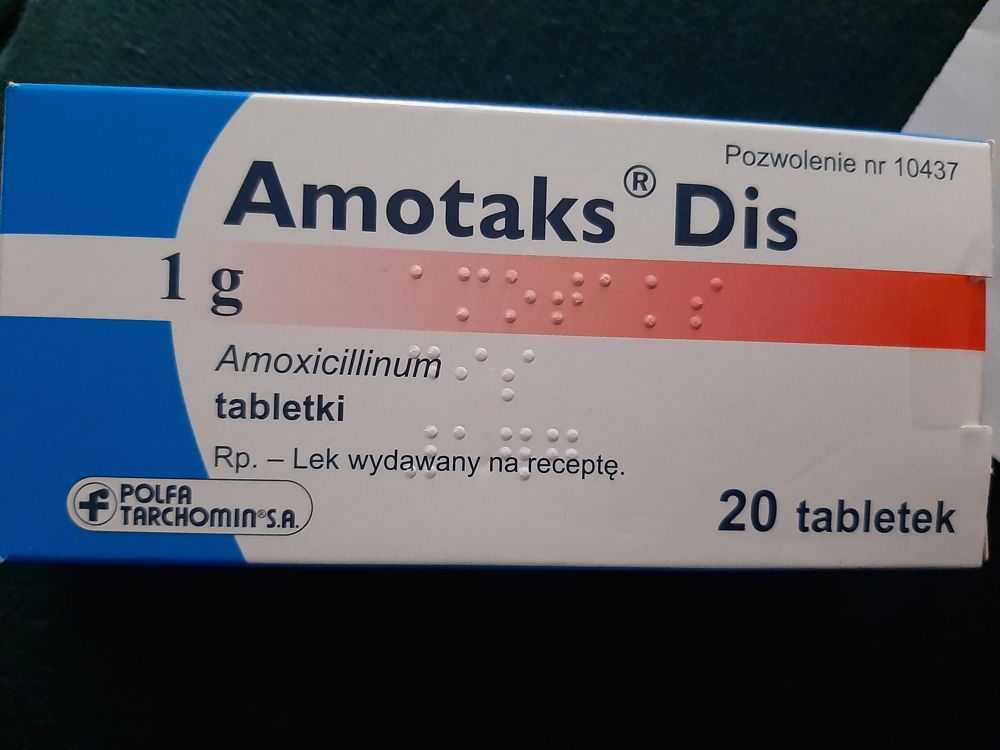 Pozwolenie nr 10437
Amotaks® Dis
1 g
Amoxicillinum
tabletki
Rp. – Lek wydawany na receptę.
POLFA
TARCHOMIN® S.A.
20 tabletek